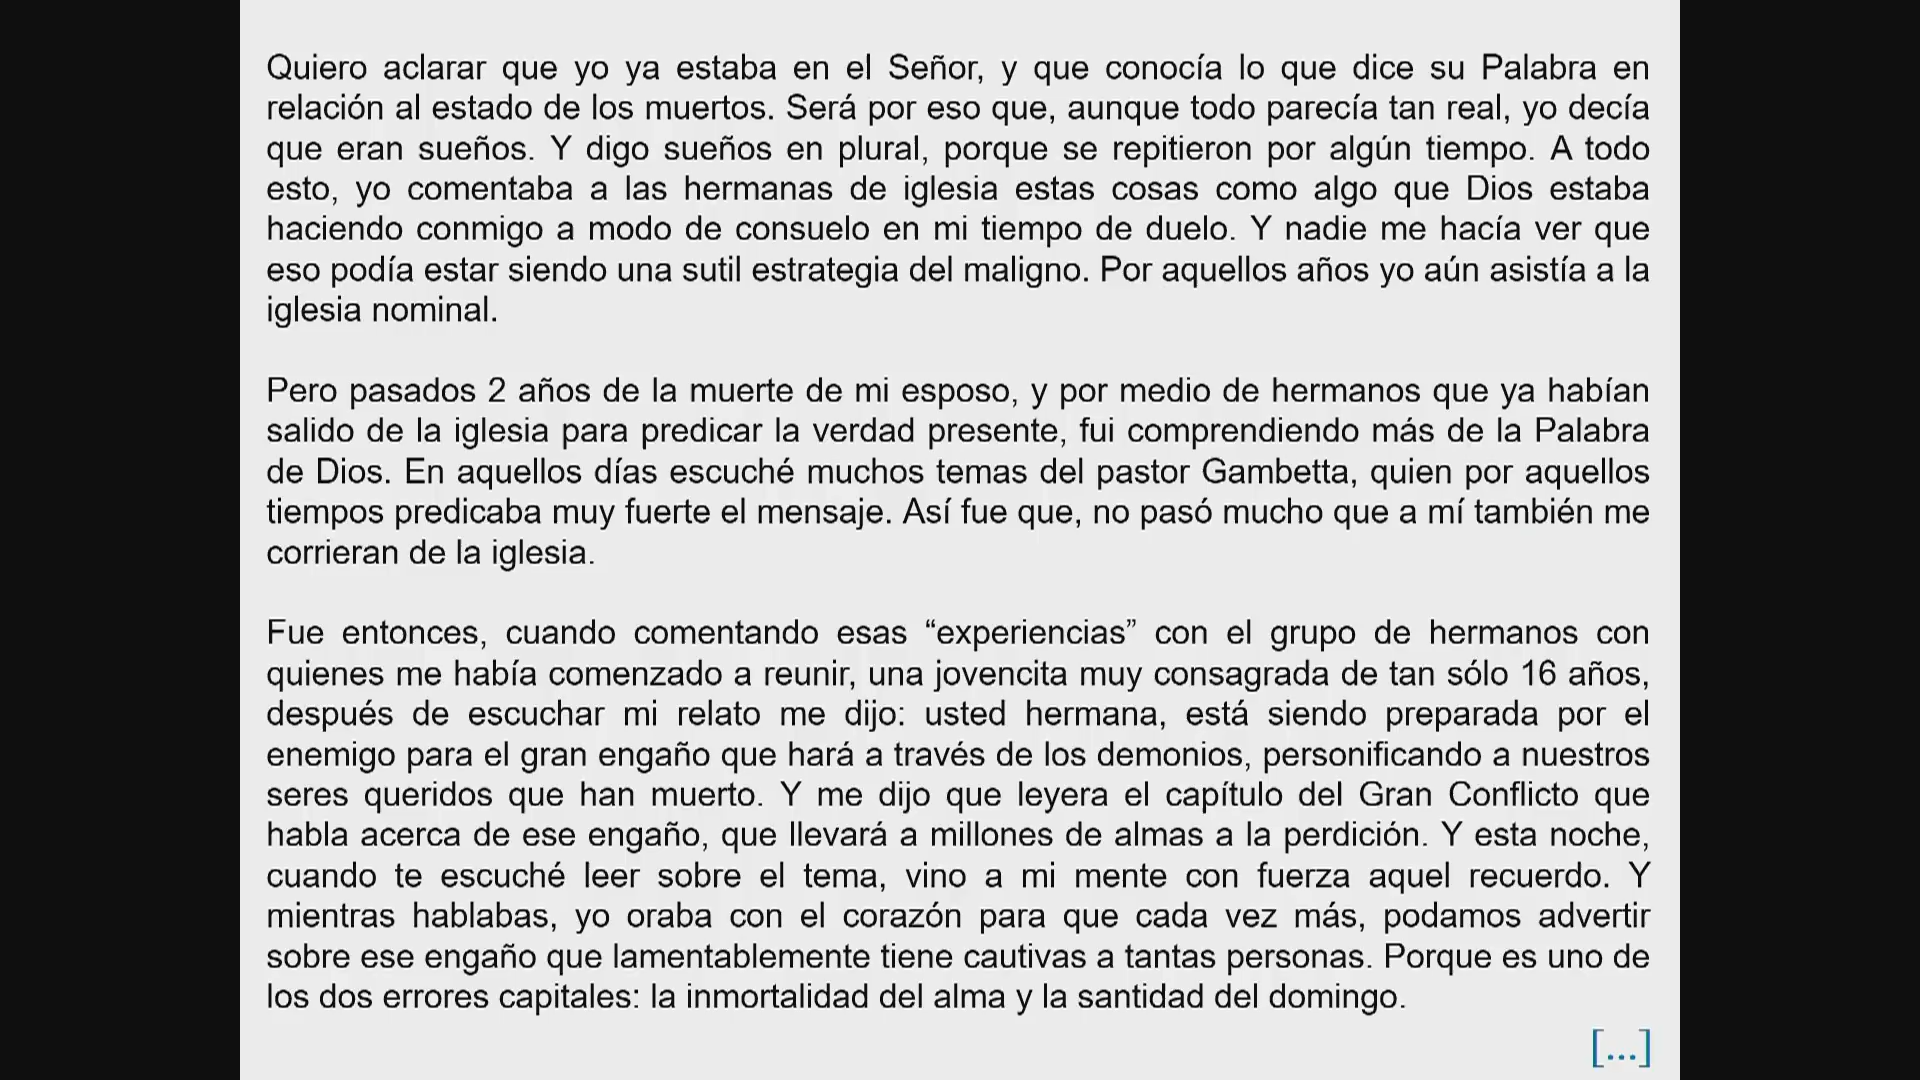 Quiero aclarar que yo ya estaba en el Señor, y que conocía lo que dice su Palabra en
relación al estado de los muertos. Será por eso que, aunque todo parecía tan real, yo decía
que eran sueños. Y digo sueños en plural, porque se repitieron por algún tiempo. A todo
esto, yo comentaba a las hermanas de iglesia estas cosas como algo que Dios estaba
haciendo conmigo a modo de consuelo en mi tiempo de duelo. Y nadie me hacía ver que
eso podía estar siendo una sutil estrategia del maligno. Por aquellos años yo aún asistía a la
iglesia nominal.
Pero pasados 2 años de la muerte de mi esposo, y por medio de hermanos que ya habían
salido de la iglesia para predicar la verdad presente, fui comprendiendo más de la Palabra
de Dios. En aquellos días escuché muchos temas del pastor Gambetta, quien por aquellos
tiempos predicaba muy fuerte el mensaje. Así fue que, no pasó mucho que a mí también me
corrieran de la iglesia.
Fue entonces, cuando comentando esas “experiencias” con el grupo de hermanos con
quienes me había comenzado a reunir, una jovencita muy consagrada de tan sólo 16 años,
después de escuchar mi relato me dijo: usted hermana, está siendo preparada por el
enemigo para el gran engaño que hará a través de los demonios, personificando a nuestros
seres queridos que han muerto. Y me dijo que leyera el capítulo del Gran Conflicto que
habla acerca de ese engaño, que llevará a millones de almas a la perdición. Y esta noche,
cuando te escuché leer sobre el tema, vino a mi mente con fuerza aquel recuerdo. Y
mientras hablabas, yo oraba con el corazón para que cada vez más, podamos advertir
sobre ese engaño que lamentablemente tiene cautivas a tantas personas. Porque es uno de
los dos errores capitales: la inmortalidad del alma y la santidad del domingo.
[...]